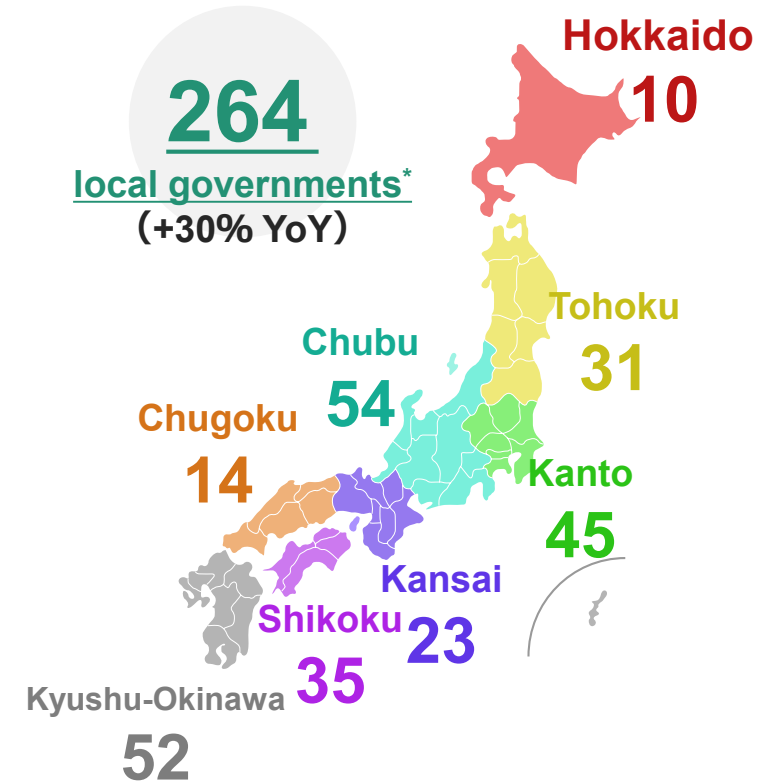 264
local governments*
（+30% YoY）
Hokkaido
10
Tohoku
31
Chubu
54
Chugoku
14
Kanto
45
Kansai
23
Shikoku
35
Kyushu-Okinawa
52